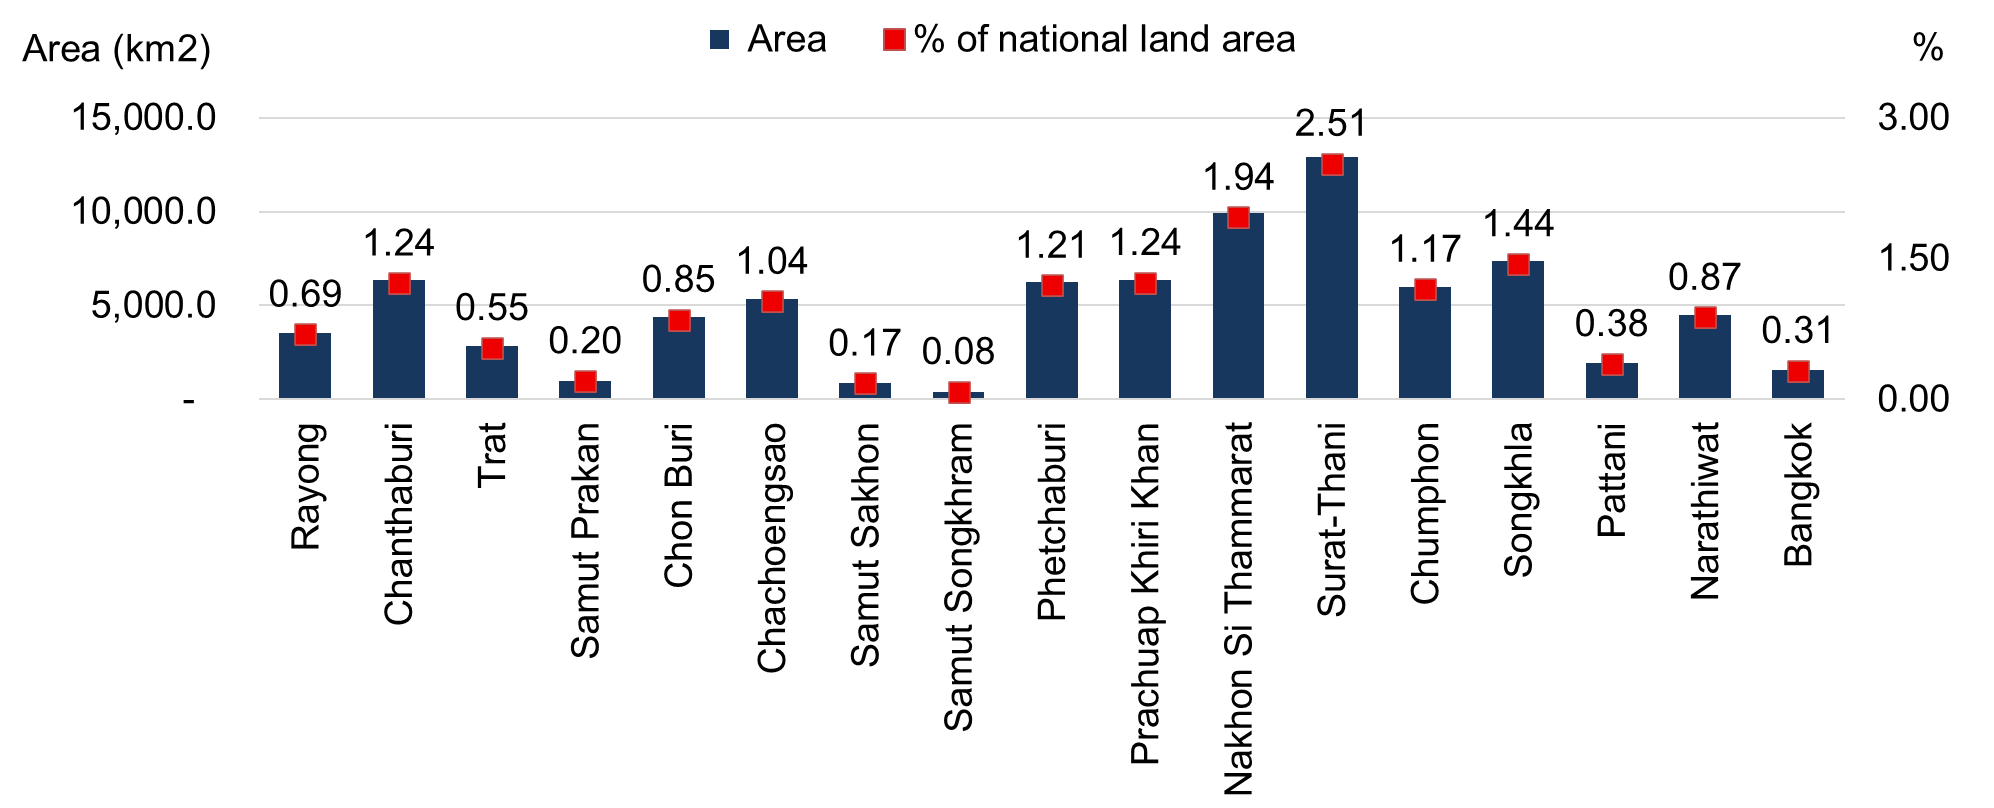 Area (km2)
Area
% of national land area
%
15,000.0
10,000.0
5,000.0
-
3.00
1.50
0.00
0.69
1.24
0.55
0.20
0.85
1.04
0.17
0.08
1.21
1.24
1.94
2.51
1.17
1.44
0.38
0.87
0.31
Rayong
Chanthaburi
Trat
Samut Prakan
Chon Buri
Chachoengsao
Samut Sakhon
Samut Songkhram
Phetchaburi
Prachuap Khiri Khan
Nakhon Si Thammarat
Surat-Thani
Chumphon
Songkhla
Pattani
Narathiwat
Bangkok